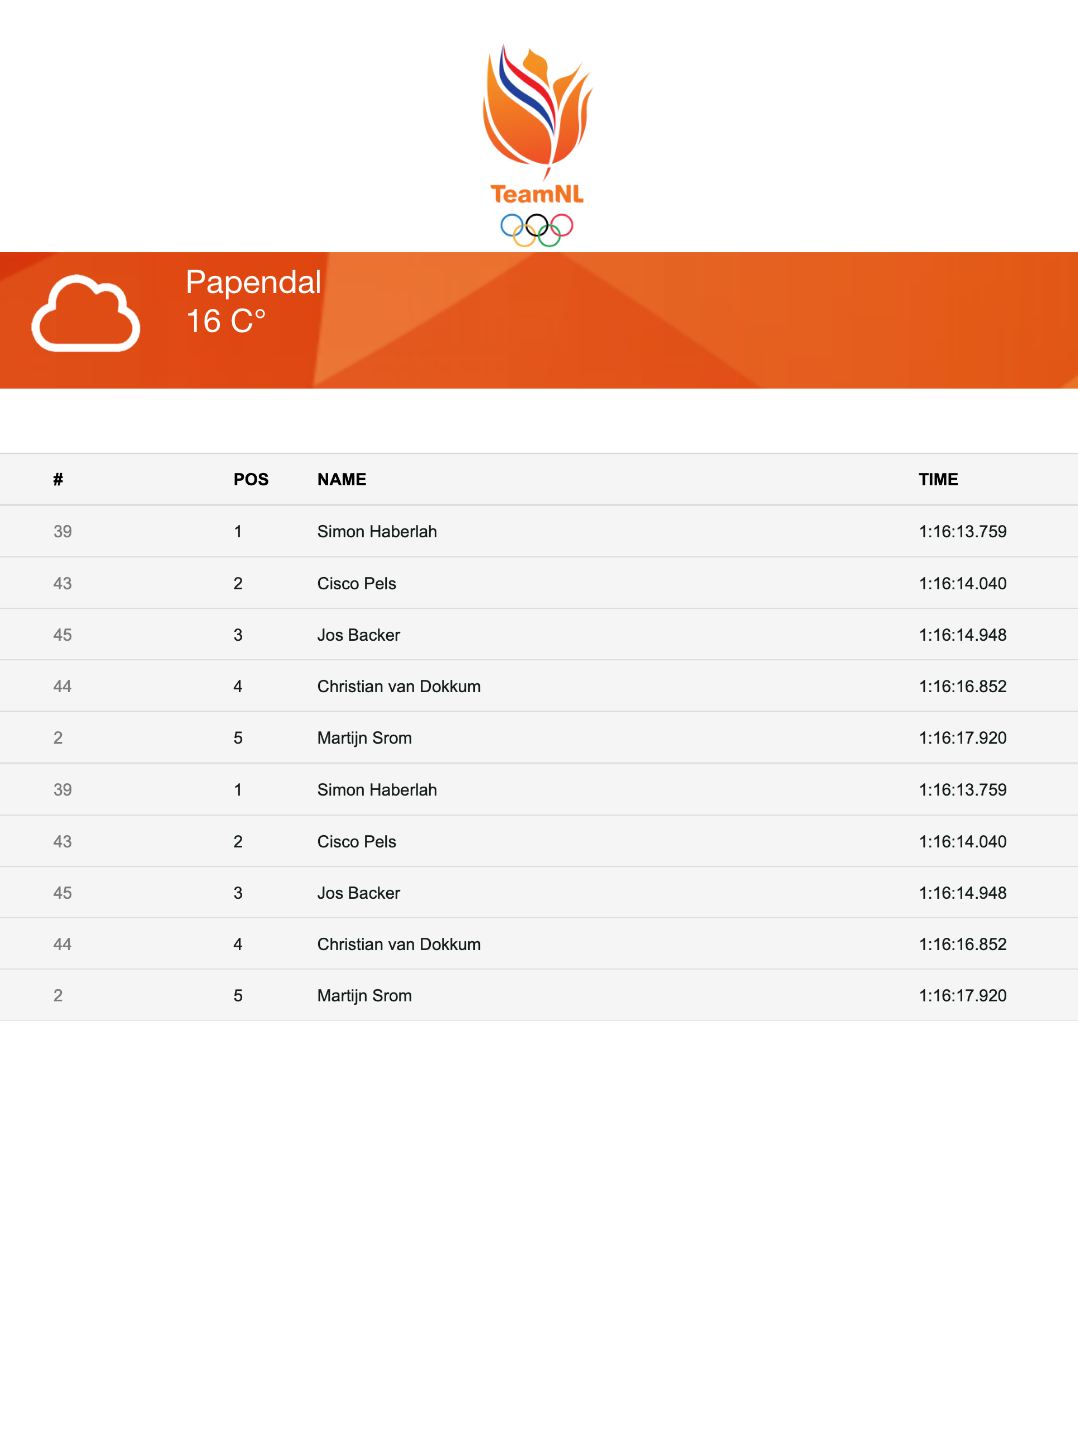 TeamNL
Papendal
16 C°
# POS NAME TIME
39 1 Simon Haberlah 1:16:13.759
43 2 Cisco Pels 1:16:14.040
45 3 Jos Backer 1:16:14.948
44 4 Christian van Dokkum 1:16:16.852
2 5 Martijn Srom 1:16:17.920
39 1 Simon Haberlah 1:16:13.759
43 2 Cisco Pels 1:16:14.040
45 3 Jos Backer 1:16:14.948
44 4 Christian van Dokkum 1:16:16.852
2 5 Martijn Srom 1:16:17.920